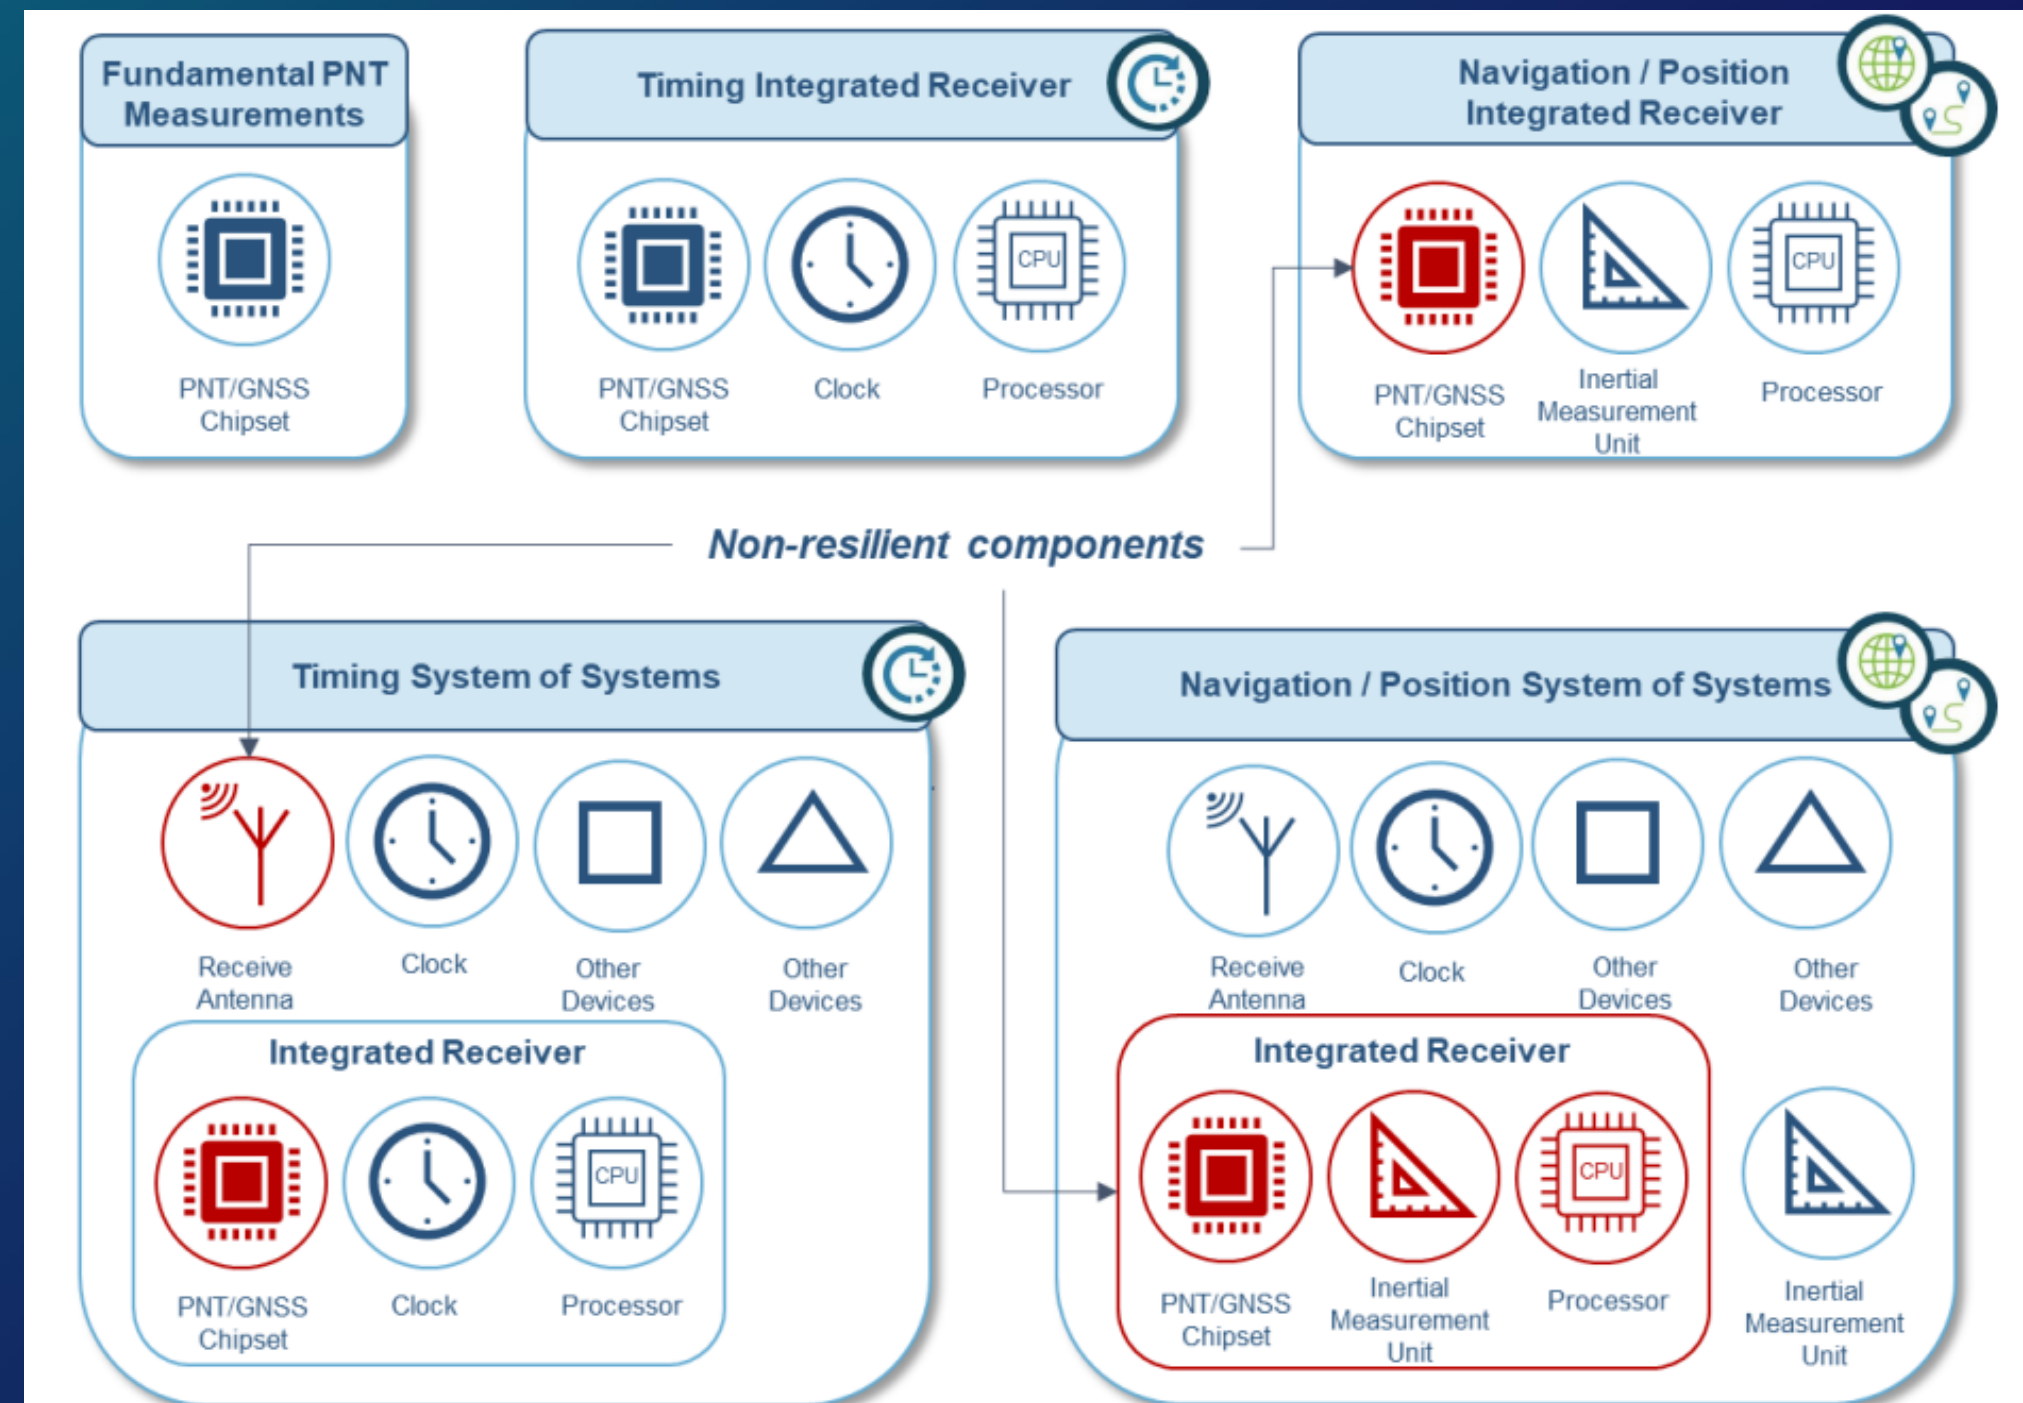 Fundamental PNT
Measurements
PNT/GNSS
Chipset
Timing Integrated Receiver
PNT/GNSS
Chipset
Clock
CPU
Processor
Navigation / Position
Integrated Receiver
PNT/GNSS
Chipset
Inertial
Measurement
Unit
CPU
Processor
Non-resilient components
Timing System of Systems
Receive
Antenna
Clock
Other
Devices
Other
Devices
Integrated Receiver
PNT/GNSS
Chipset
Clock
CPU
Processor
Navigation / Position System of Systems
Receive
Antenna
Clock
Other
Devices
Other
Devices
Integrated Receiver
PNT/GNSS
Chipset
Inertial
Measurement
Unit
CPU
Processor
Inertial
Measurement
Unit